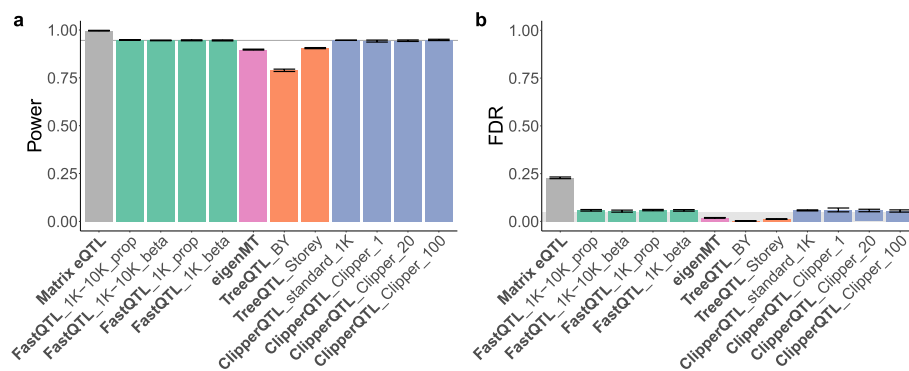 a
Power
1.00
0.75
0.50
0.25
0.00
Matrix eQTL
FastQTL_1K−10K_prop
FastQTL_1K−10K_beta
FastQTL_1K_prop
FastQTL_1K_beta
eigenMT
TreeQTL_BY
TreeQTL_Storey
ClipperQTL_standard_1K
ClipperQTL_Clipper_1
ClipperQTL_Clipper_20
ClipperQTL_Clipper_100
b
FDR
1.00
0.75
0.50
0.25
0.00
Matrix eQTL
FastQTL_1K−10K_prop
FastQTL_1K−10K_beta
FastQTL_1K_prop
FastQTL_1K_beta
eigenMT
TreeQTL_BY
TreeQTL_Storey
ClipperQTL_standard_1K
ClipperQTL_Clipper_1
ClipperQTL_Clipper_20
ClipperQTL_Clipper_100